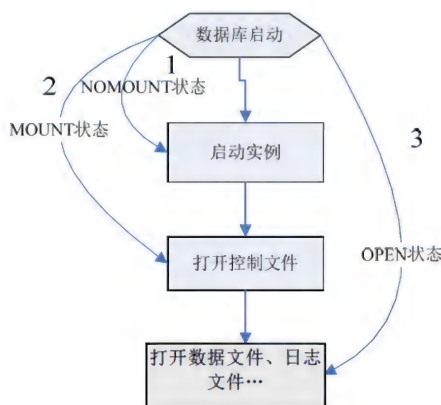 数据库启动
1
2
NOMOUNT状态
MOUNT状态
3
启动实例
打开控制文件
OPEN状态
打开数据文件、日志
文件…